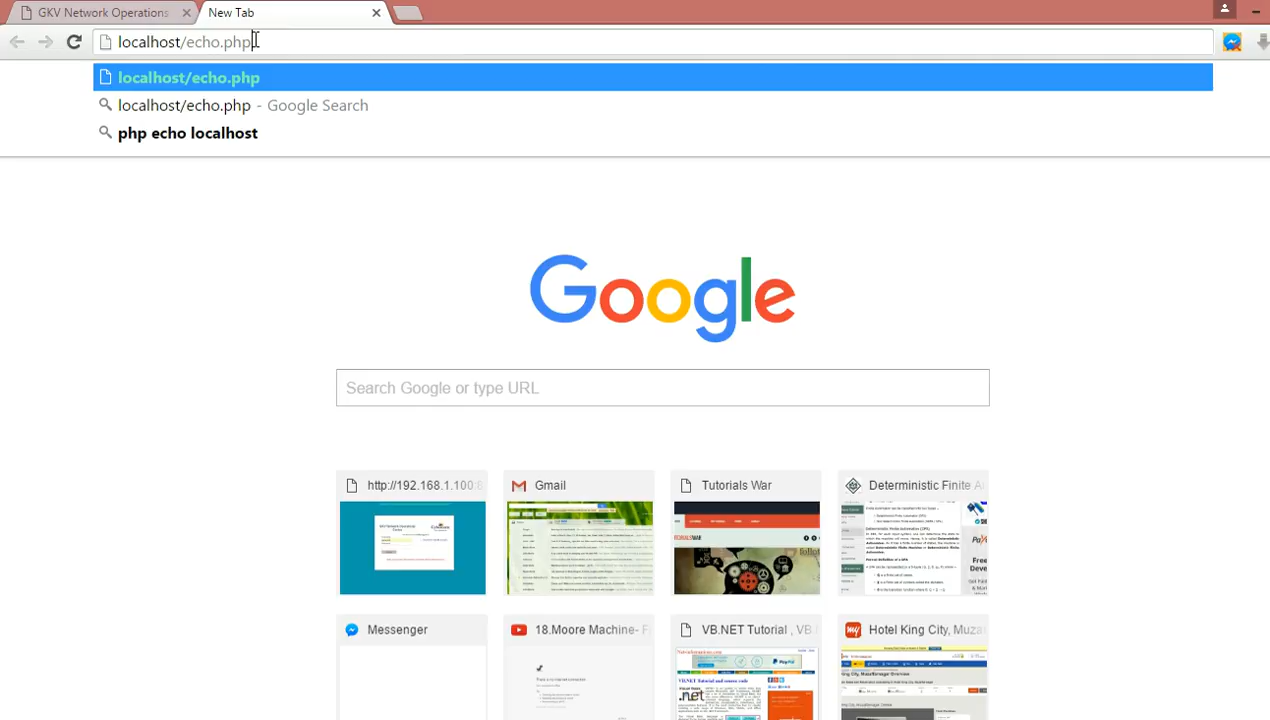 GKV Network Operations
New Tab
localhost/echo.php
localhost/echo.php
localhost/echo.php - Google Search
php echo localhost
Google
Search Google or type URL
http://192.168.1.100:8
Gmail
Tutorials War
Deterministic Finite A
Messenger
18.Moore Machine- F
VB.NET Tutorial , VB.
Hotel King City, Muza